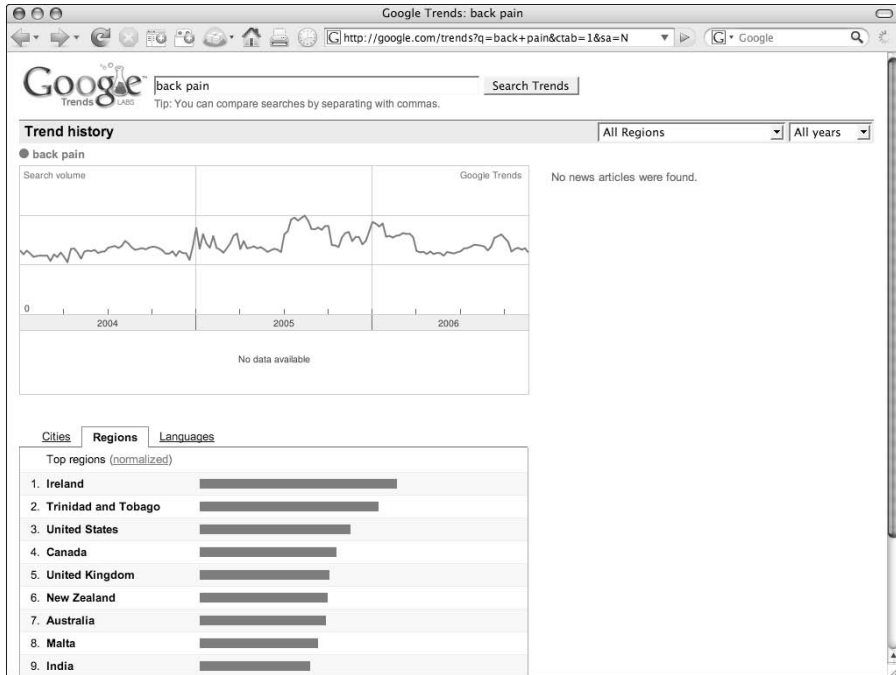 Google Trends: back pain
http://google.com/trends?q=back+pain&ctab=1&sa=N
G Google
Google
Trends LABS
back pain
Search Trends
Tip: You can compare searches by separating with commas.
Trend history
All Regions
All years
back pain
Search volume
Google Trends
No news articles were found.
0
2004
2005
2006
No data available
Cities
Regions
Languages
Top regions (normalized)
1. Ireland
2. Trinidad and Tobago
3. United States
4. Canada
5. United Kingdom
6. New Zealand
7. Australia
8. Malta
9. India